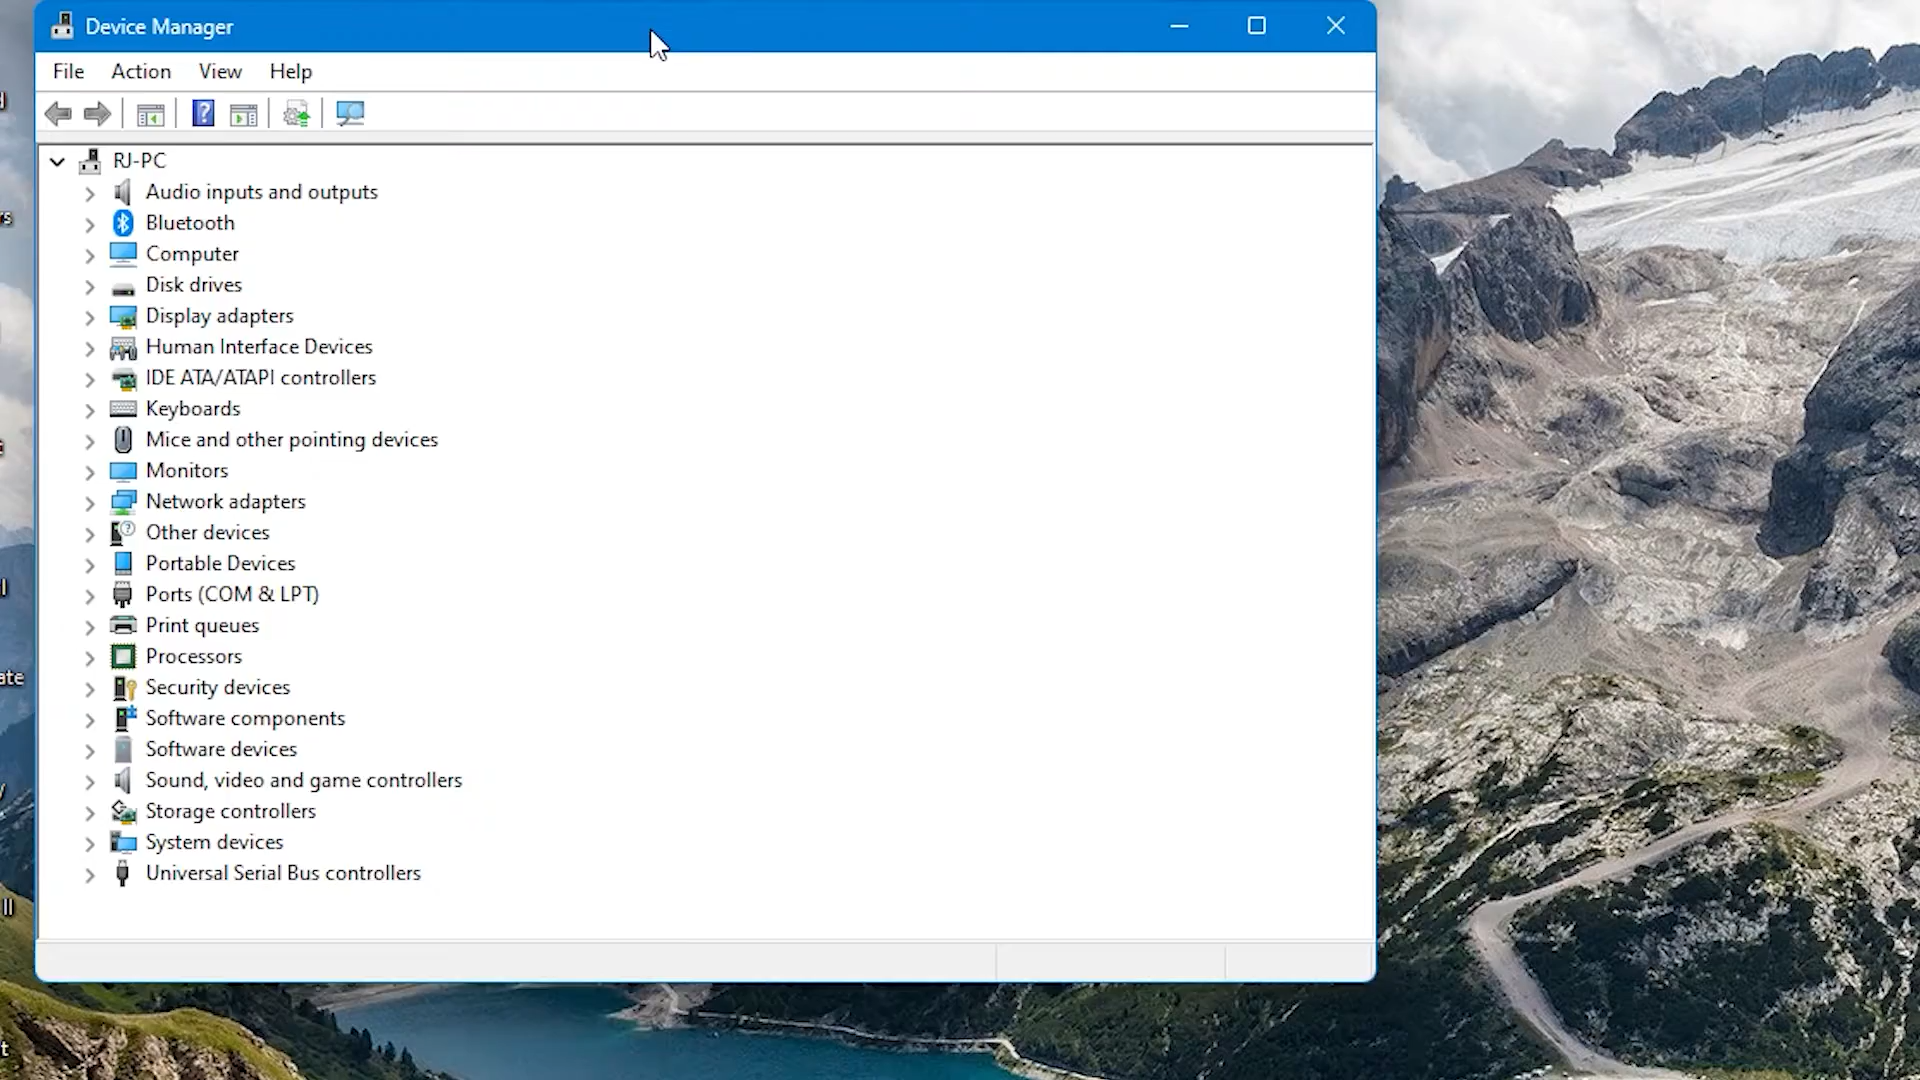 Device Manager
File Action View Help
RJ-PC
Audio inputs and outputs
Bluetooth
Computer
Disk drives
Display adapters
Human Interface Devices
IDE ATA/ATAPI controllers
Keyboards
Mice and other pointing devices
Monitors
Network adapters
Other devices
Portable Devices
Ports (COM & LPT)
Print queues
Processors
Security devices
Software components
Software devices
Sound, video and game controllers
Storage controllers
System devices
Universal Serial Bus controllers